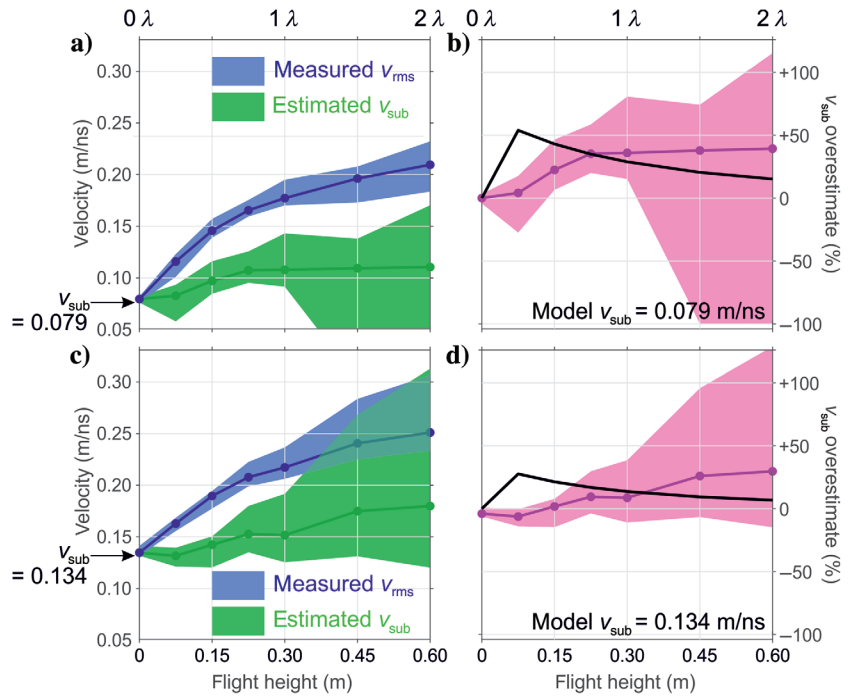 0 λ 1 λ 2 λ 0 λ 1 λ 2 λ
a)
0.30
0.25
0.20
0.15
0.10
0.05
Velocity (m/ns)
Measured vrms
Estimated vsub
vsub
= 0.079
b)
+100
+50
0
−50
−100
vsub overestimate (%)
Model vsub = 0.079 m/ns
c)
0.30
0.25
0.20
0.15
0.10
0.05
Velocity (m/ns)
vsub
= 0.134
Measured vrms
Estimated vsub
0 0.15 0.30 0.45 0.60
Flight height (m)
d)
+100
+50
0
−50
−100
vsub overestimate (%)
Model vsub = 0.134 m/ns
0 0.15 0.30 0.45 0.60
Flight height (m)